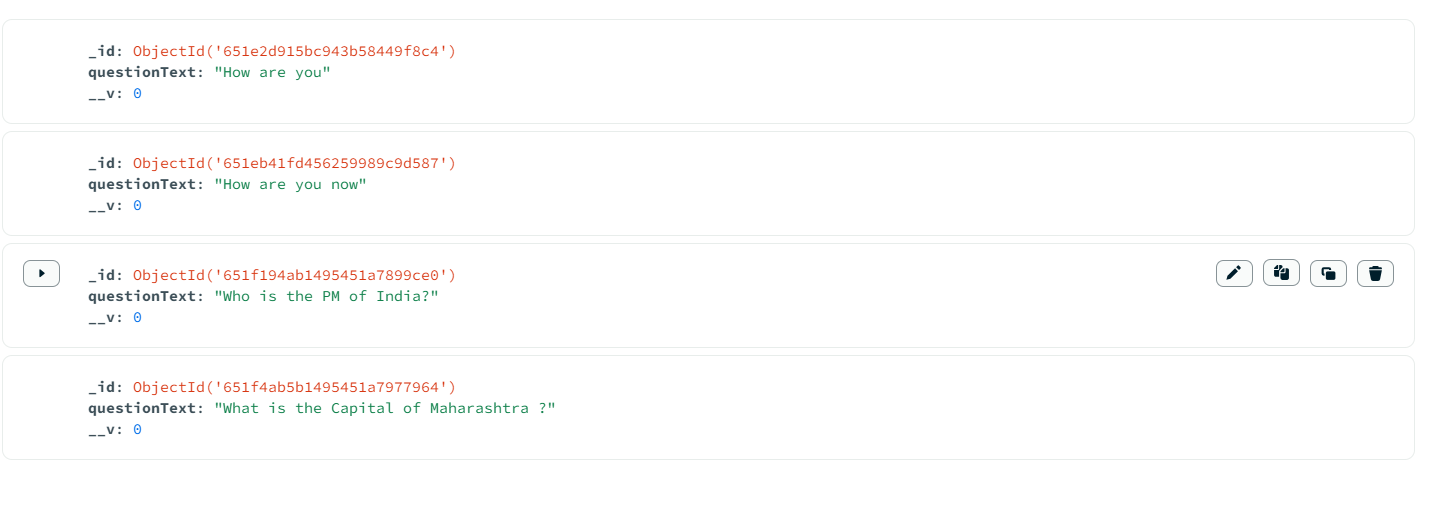 _id: ObjectId('651e2d915bc943b58449f8c4')
questionText: "How are you"
__v: 0
_id: ObjectId('651eb41fd456259989c9d587')
questionText: "How are you now"
__v: 0
_id: ObjectId('651f194ab1495451a7899ce0')
questionText: "Who is the PM of India?"
__v: 0
_id: ObjectId('651f4ab5b1495451a7977964')
questionText: "What is the Capital of Maharashtra ?"
__v: 0